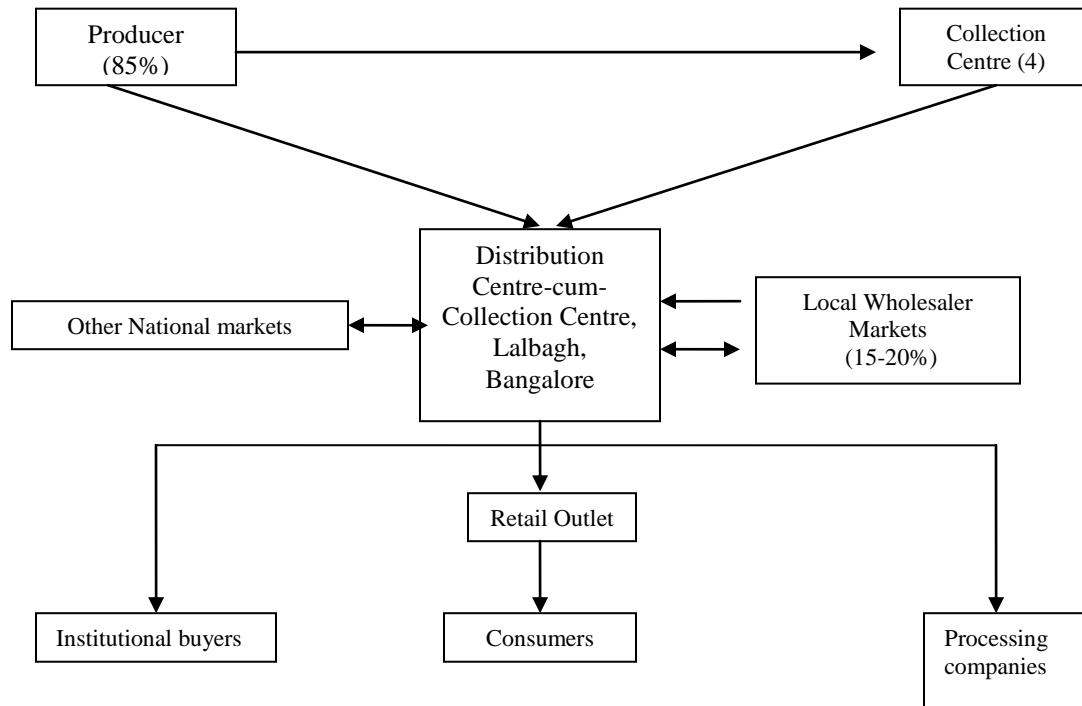 Producer
(85%)
Collection
Centre (4)
Distribution
Centre-cum-
Collection Centre,
Lalbagh,
Bangalore
Other National markets
Local Wholesaler
Markets
(15-20%)
Retail Outlet
Institutional buyers
Consumers
Processing
companies